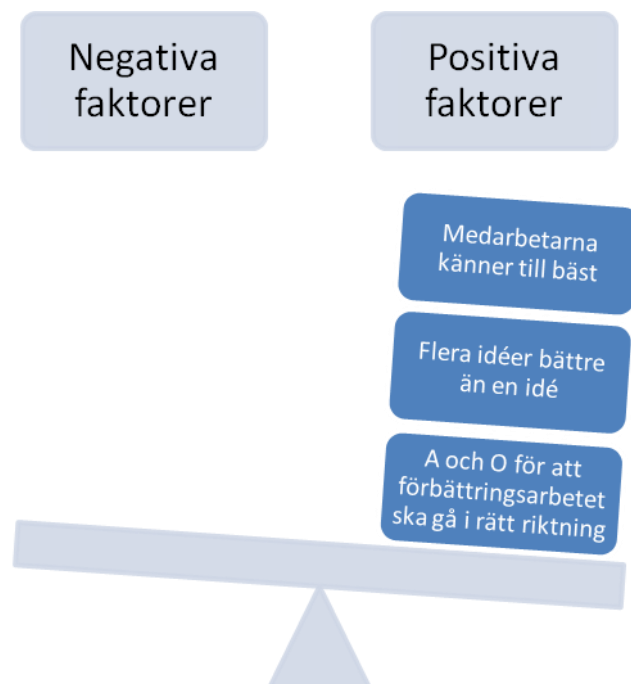 Negativa
faktorer
Positiva
faktorer
Medarbetarna
känner till bäst
Flera idéer bättre
än en idé
A och O för att
förbättringsarbetet
ska gå i rätt riktning